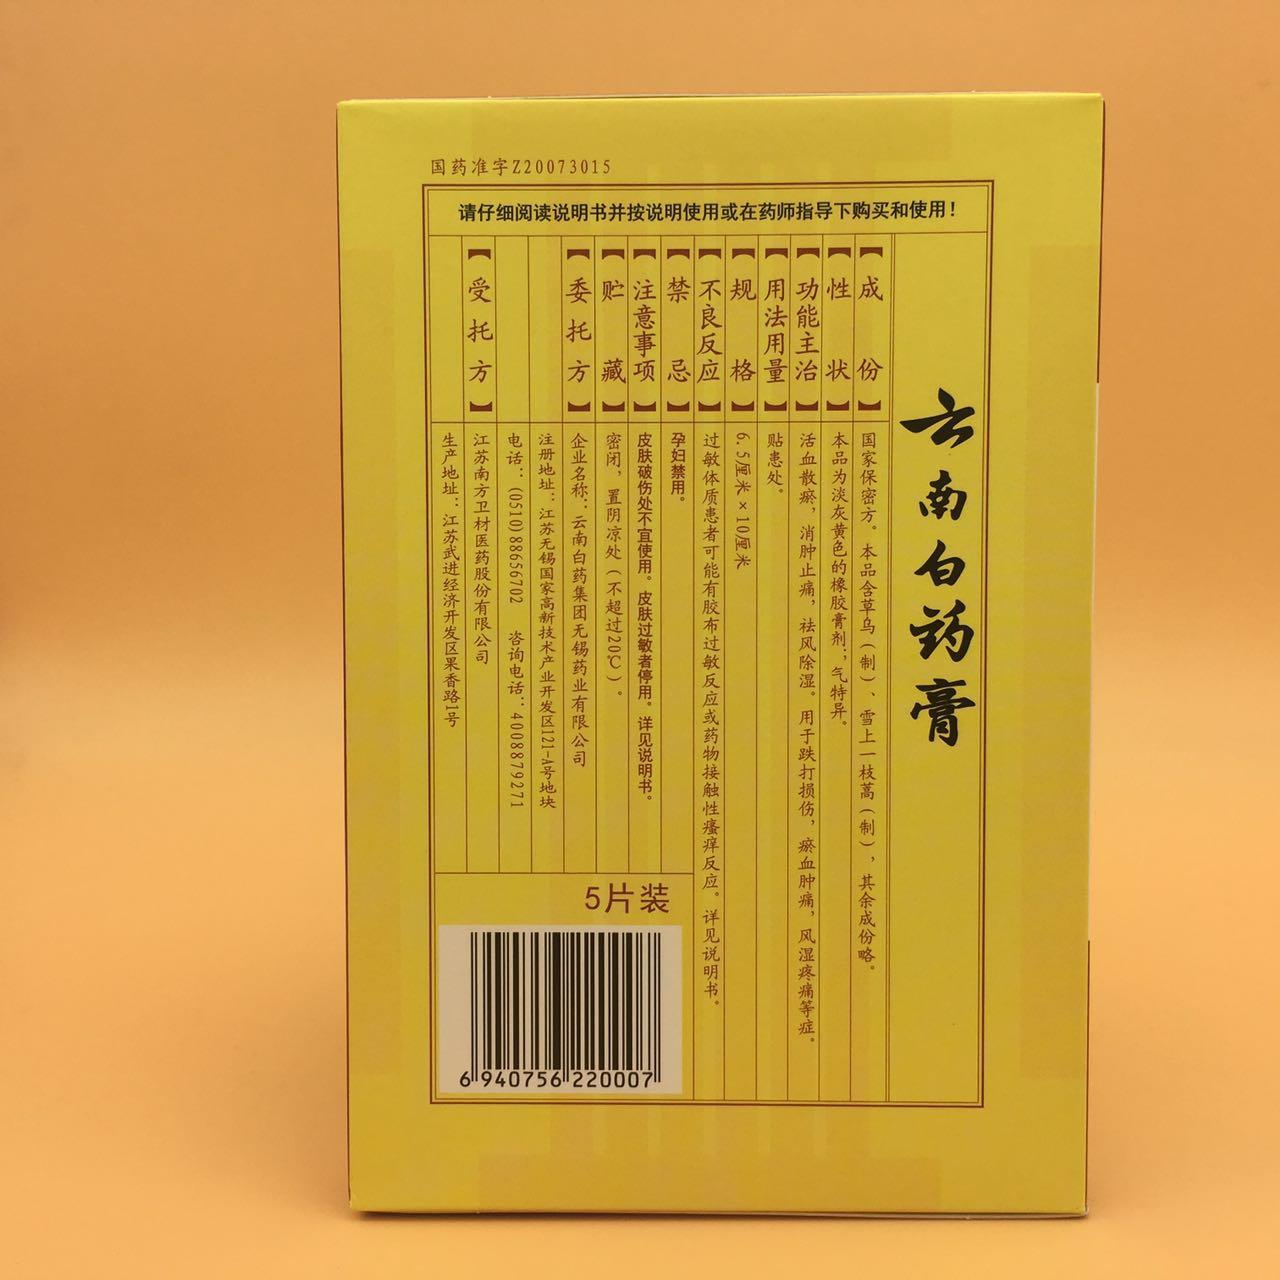 国药准字Z20073015
请仔细阅读说明书并按说明使用或在药师指导下购买和使用！
云南白药膏
【成份】国家保密方。本品含草乌（制）、雪上一枝蒿（制），其余成份略。
【性状】本品为淡灰黄色的橡胶膏剂；气特异。
【功能主治】活血散瘀，消肿止痛，祛风除湿。用于跌打损伤，瘀血肿痛，风湿疼痛等症。
【用法用量】贴患处。
【规格】6.5厘米×10厘米
【不良反应】过敏体质患者可能有胶布过敏反应或药物接触性瘙痒反应。详见说明书。
【禁忌】孕妇禁用。
【注意事项】皮肤破伤处不宜使用。皮肤过敏者停用。详见说明书。
【贮藏】密闭，置阴凉处（不超过20℃）。
【委托方】企业名称：云南白药集团无锡药业有限公司
注册地址：江苏无锡国家高新技术产业开发区121-A号地块
电话：(0510)88656702 咨询电话：4008879271
【受托方】江苏南方卫材医药股份有限公司
生产地址：江苏武进经济开发区果香路1号
5片装
6 940756 220007